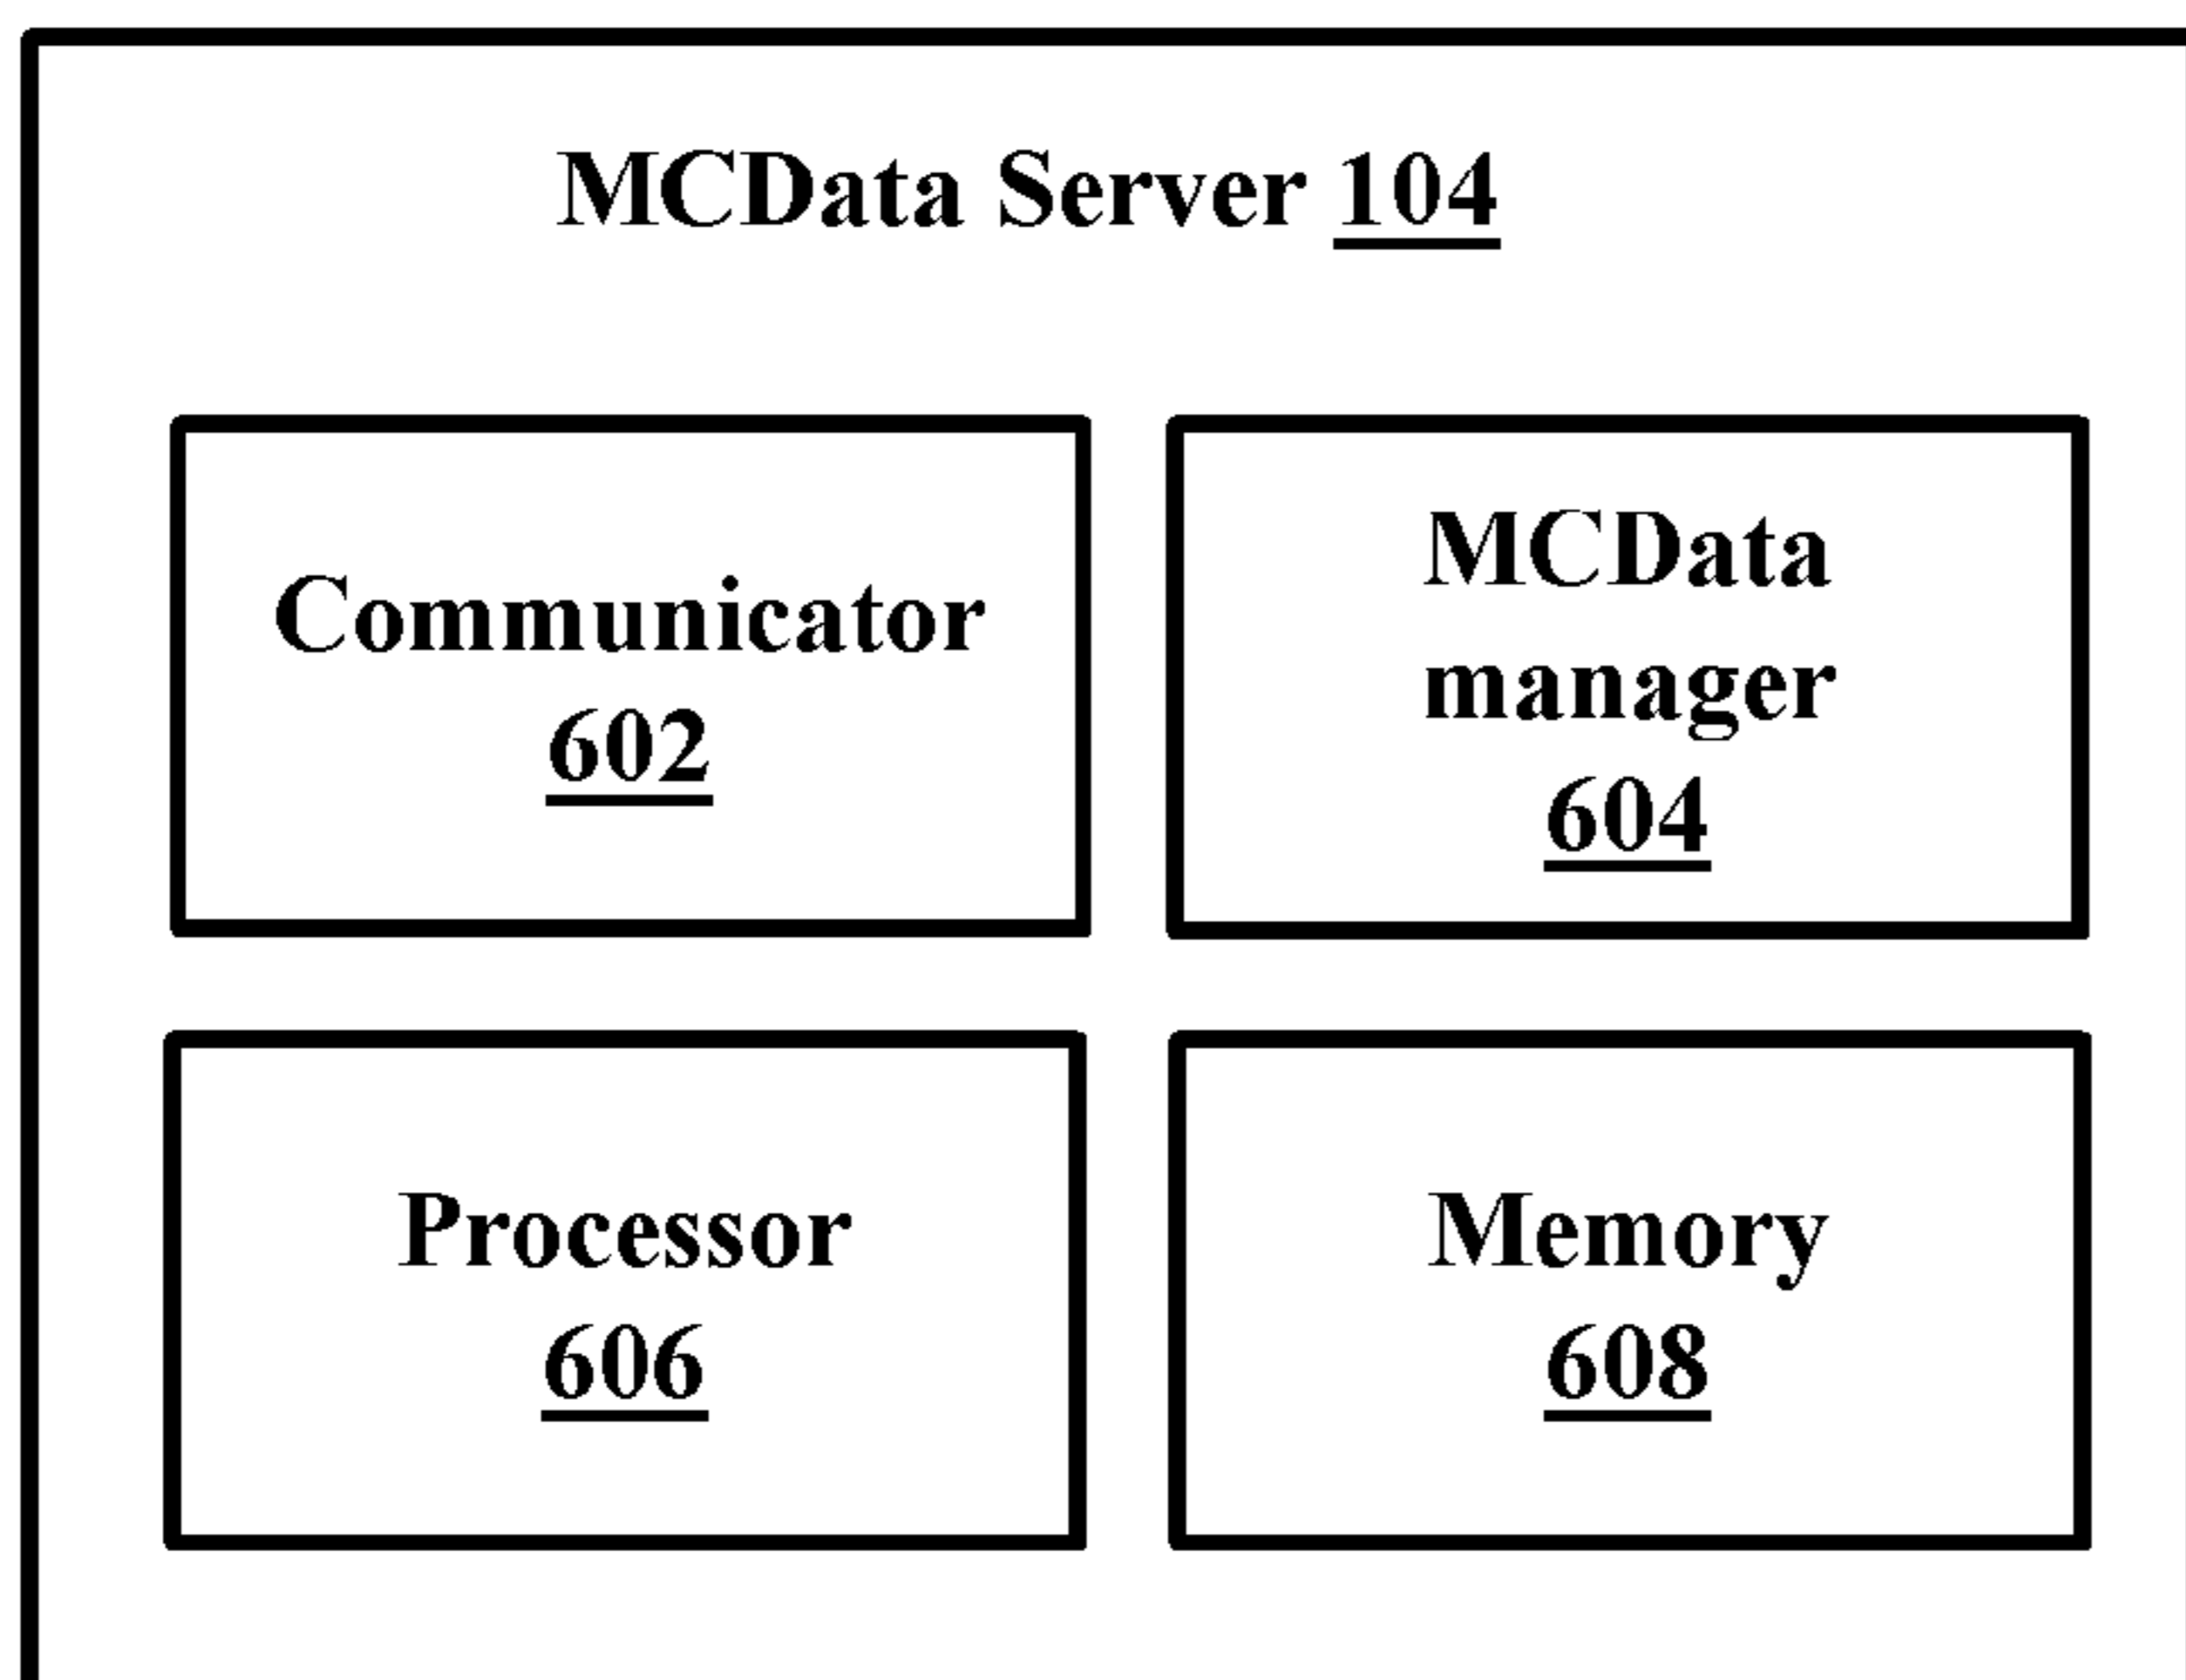 MCData Server 104
Communicator
602
MCData
manager
604
Processor
606
Memory
608